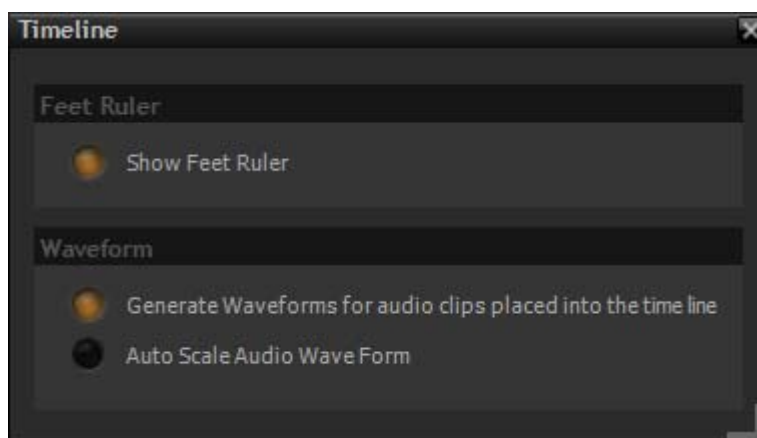 Timeline
Feet Ruler
Show Feet Ruler
Waveform
Generate Waveforms for audio clips placed into the time line
Auto Scale Audio Wave Form